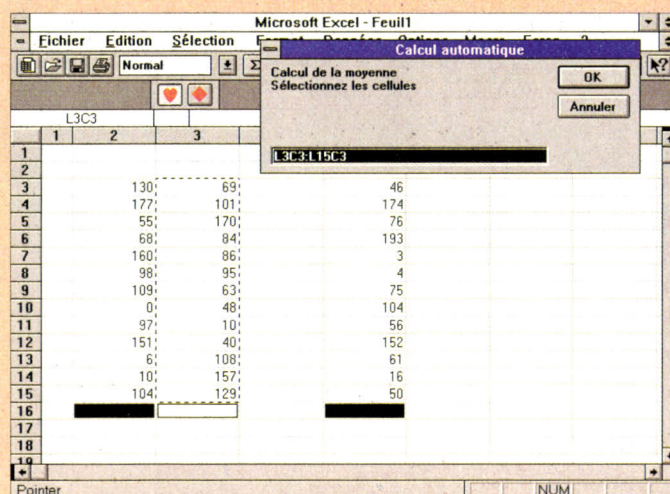 Microsoft Excel - Feuil1
Fichier Edition Sélection Format Données Options Macro
Calcul automatique
Normal Σ
Calcul de la moyenne
Sélectionnez les cellules
OK
Annuler
L3C3
L3C3:L15C3
1 2 3
1
2
3 130 69 46
4 177 101 174
5 55 170 76
6 68 84 193
7 160 86 3
8 98 95 4
9 109 63 75
10 0 48 104
11 97 10 56
12 151 40 152
13 6 108 61
14 10 157 16
15 104 129 50
16
17
18
19
Pointer NUM